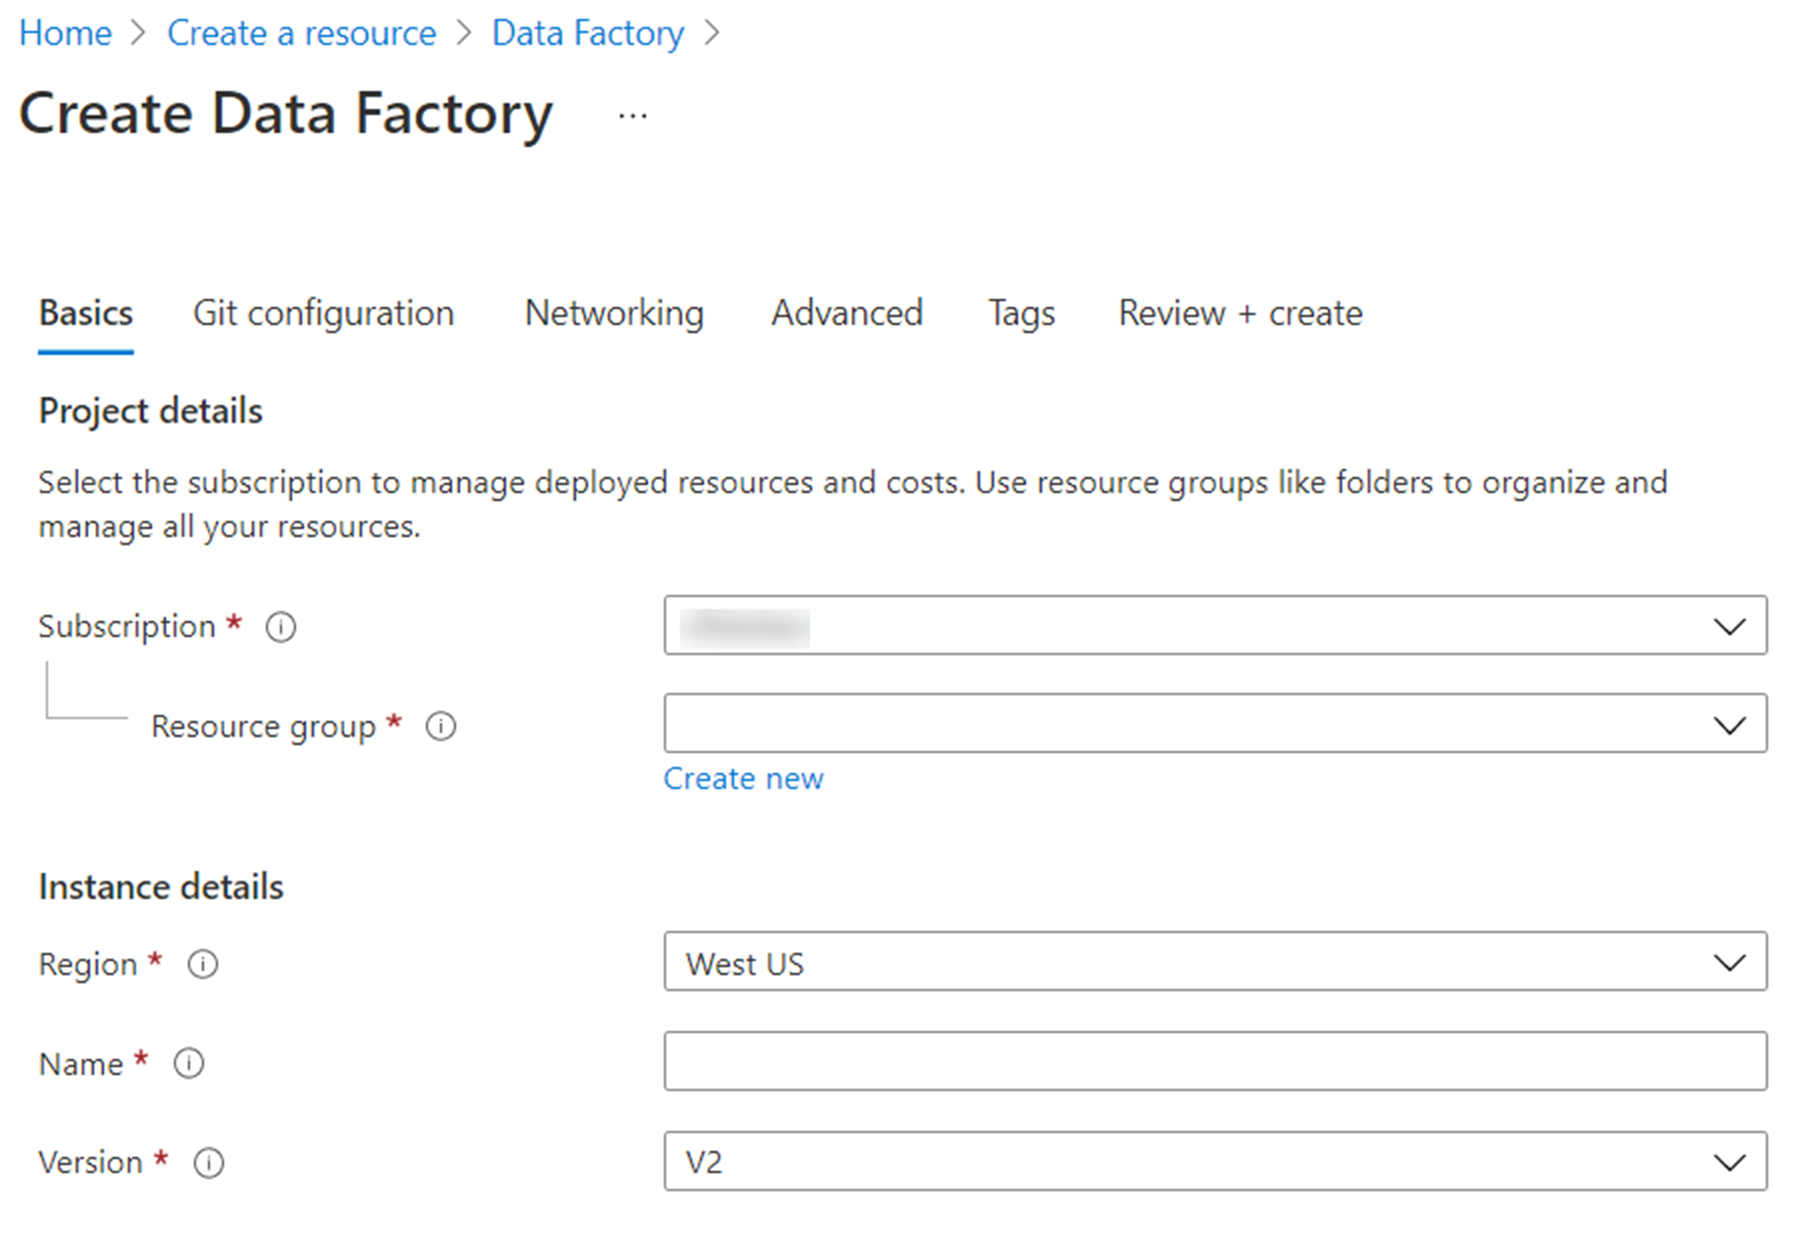 Home > Create a resource > Data Factory >
Create Data Factory ...
Basics Git configuration Networking Advanced Tags Review + create
Project details
Select the subscription to manage deployed resources and costs. Use resource groups like folders to organize and
manage all your resources.
Subscription *
Resource group *
Create new
Instance details
Region * West US
Name *
Version * V2